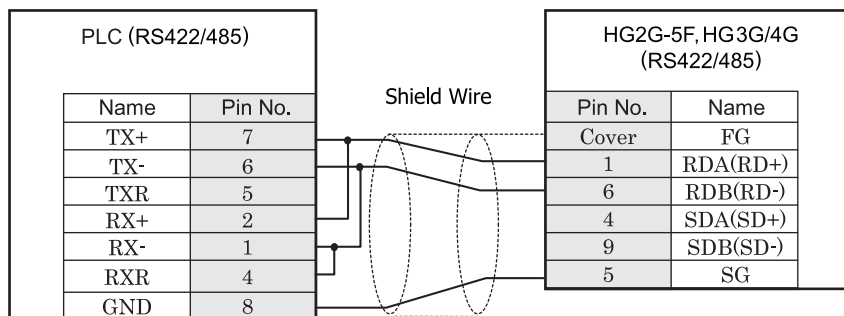 PLC (RS422/485)
HG2G-5F, HG3G/4G
(RS422/485)
Shield Wire
Name Pin No.
TX+ 7
TX- 6
TXR 5
RX+ 2
RX- 1
RXR 4
GND 8
Pin No. Name
Cover FG
1 RDA(RD+)
6 RDB(RD-)
4 SDA(SD+)
9 SDB(SD-)
5 SG